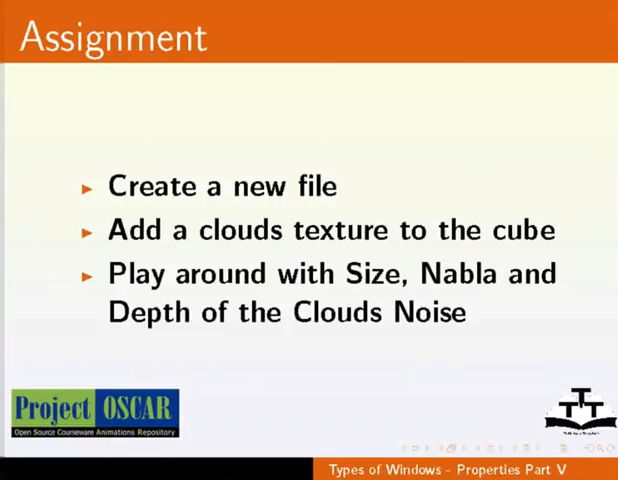 Assignment
Create a new file
Add a clouds texture to the cube
Play around with Size, Nabla and
Depth of the Clouds Noise
Project OSCAR
Open Source Courseware Animations Repository
TTT
Types of Windows - Properties Part V